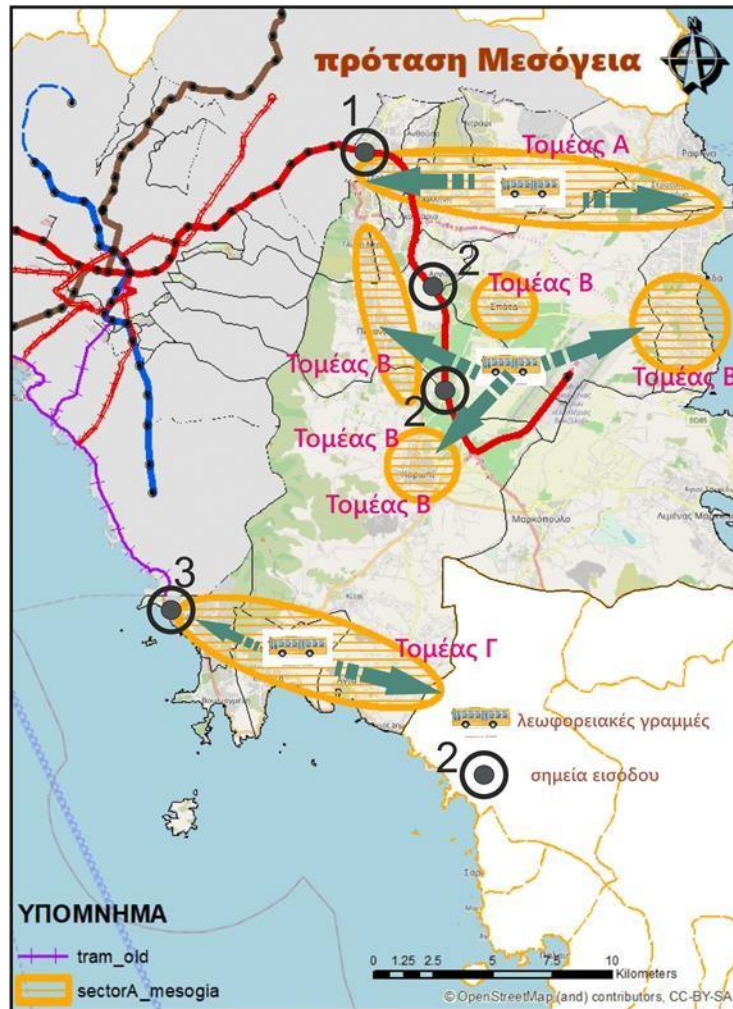 πρόταση Μεσόγεια
N
1
Τομέας Α
2
Σπάτα
Τομέας Β
Τομέας Β
Τομέας Β
2
Τομέας Β
Τομέας Β
Μαρκόπουλο
3
Κίτσι
Τομέας Γ
λεωφορειακές γραμμές
2
σημεία εισόδου
ΥΠΟΜΝΗΜΑ
tram_old
sectorA_mesogia
0 1.25 2.5 5 7.5 10
Kilometers
© OpenStreetMap (and) contributors, CC-BY-SA